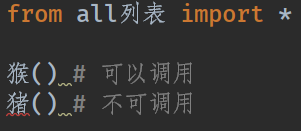 from all列表 import *
猴() # 可以调用
猪() # 不可调用